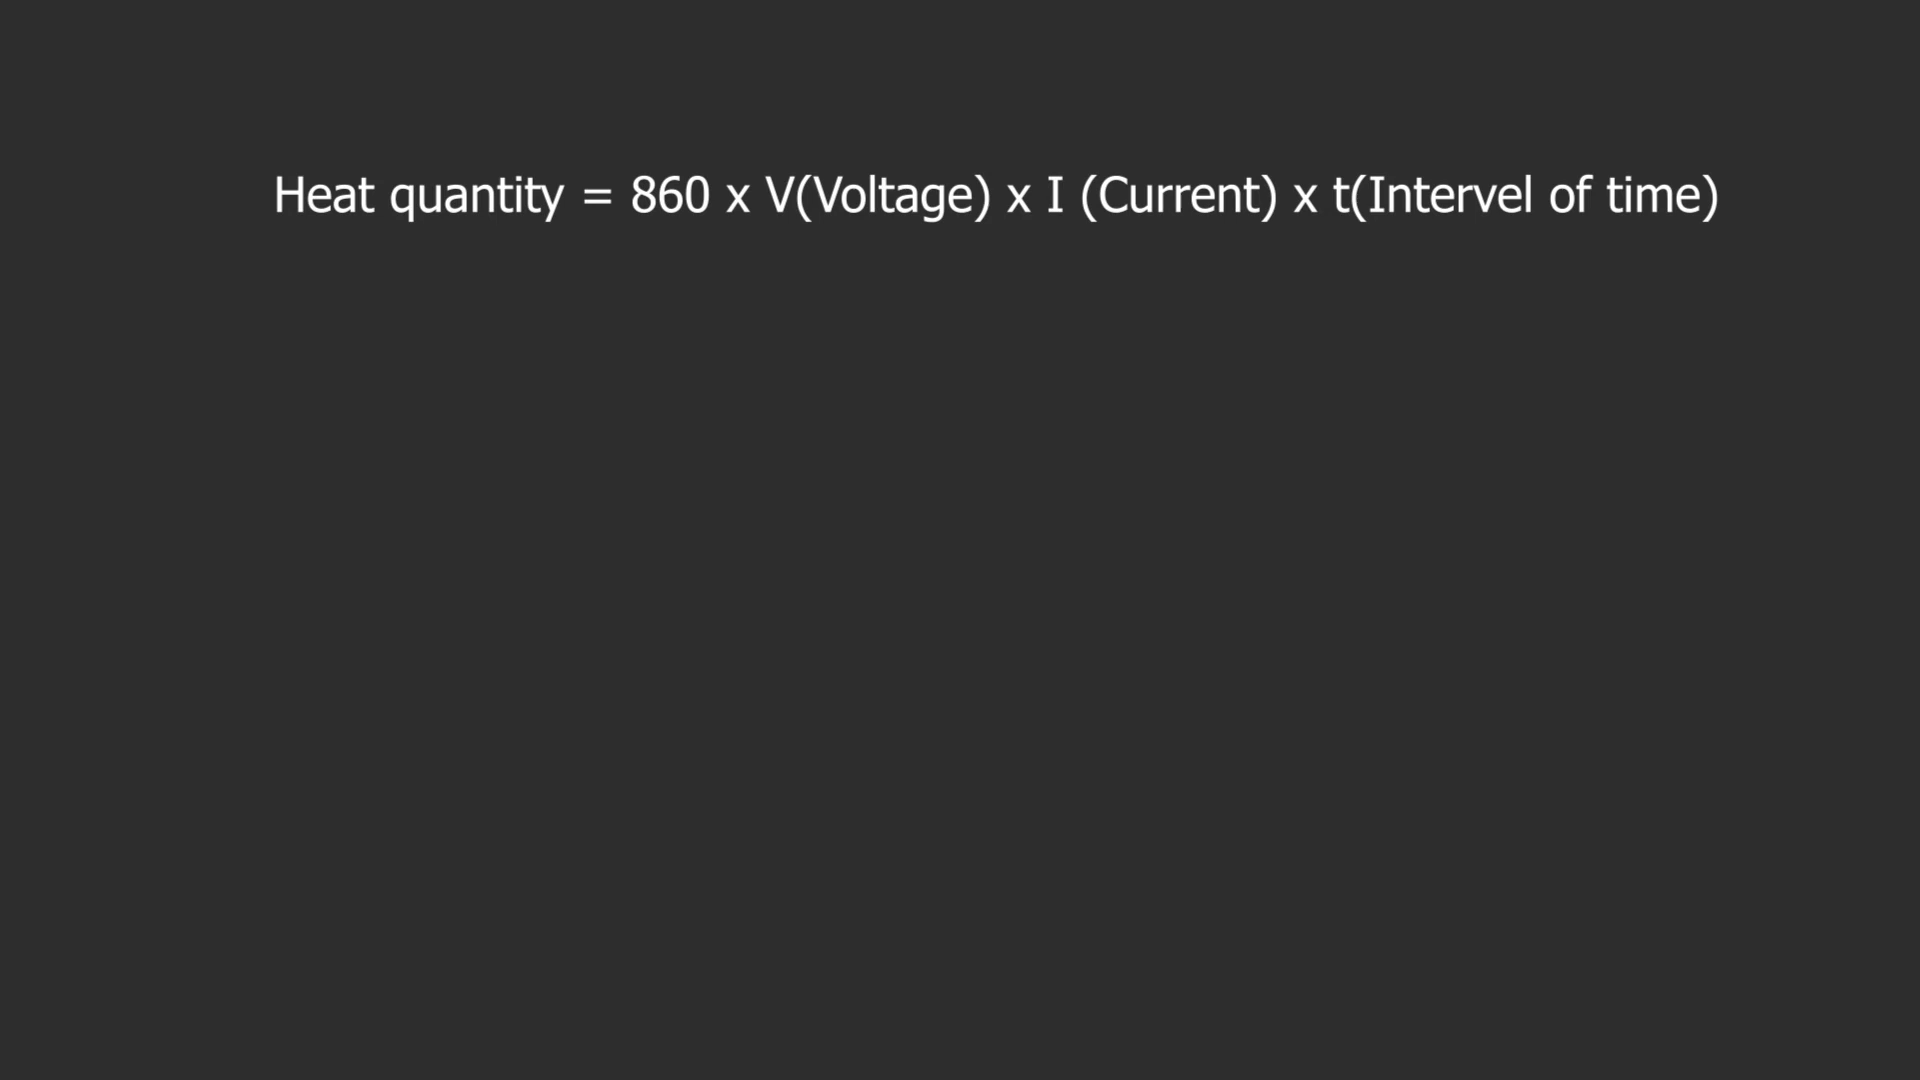 Heat quantity = 860 x V(Voltage) x I (Current) x t(Intervel of time)